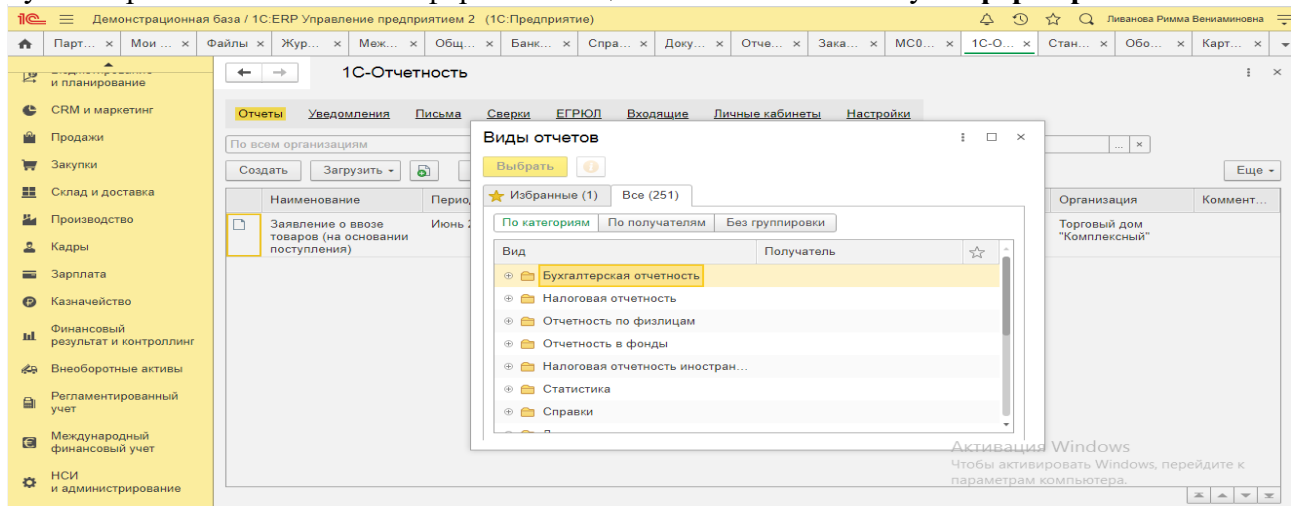 Демонстрационная база / 1С:ERP Управление предприятием 2 (1С:Предприятие)
Ливанова Римма Вениаминовна
Парт... × Мои ... × Файлы × Жур... × Меж... × Общ... × Банк... × Спра... × Доку... × Отче... × Зака... × МС0... × 1С-О... × Стан... × Обо... × Карт... ×
и планирование
CRM и маркетинг
Продажи
Закупки
Склад и доставка
Производство
Кадры
Зарплата
Казначейство
Финансовый
результат и контроллинг
Внеоборотные активы
Регламентированный
учет
Международный
финансовый учет
НСИ
и администрирование
1С-Отчетность
Отчеты Уведомления Письма Сверки ЕГРЮЛ Входящие Личные кабинеты Настройки
По всем организациям
Создать Загрузить
Еще
Наименование
Организация Коммент...
Заявление о ввозе
товаров (на основании
поступления)
Июнь
Торговый дом
"Комплексный"
Виды отчетов
Выбрать
Избранные (1) Все (251)
По категориям По получателям Без группировки
Вид Получатель
Бухгалтерская отчетность
Налоговая отчетность
Отчетность по физлицам
Отчетность в фонды
Налоговая отчетность иностран...
Статистика
Справки
Активация Windows
Чтобы активировать Windows, перейдите к
параметрам компьютера.